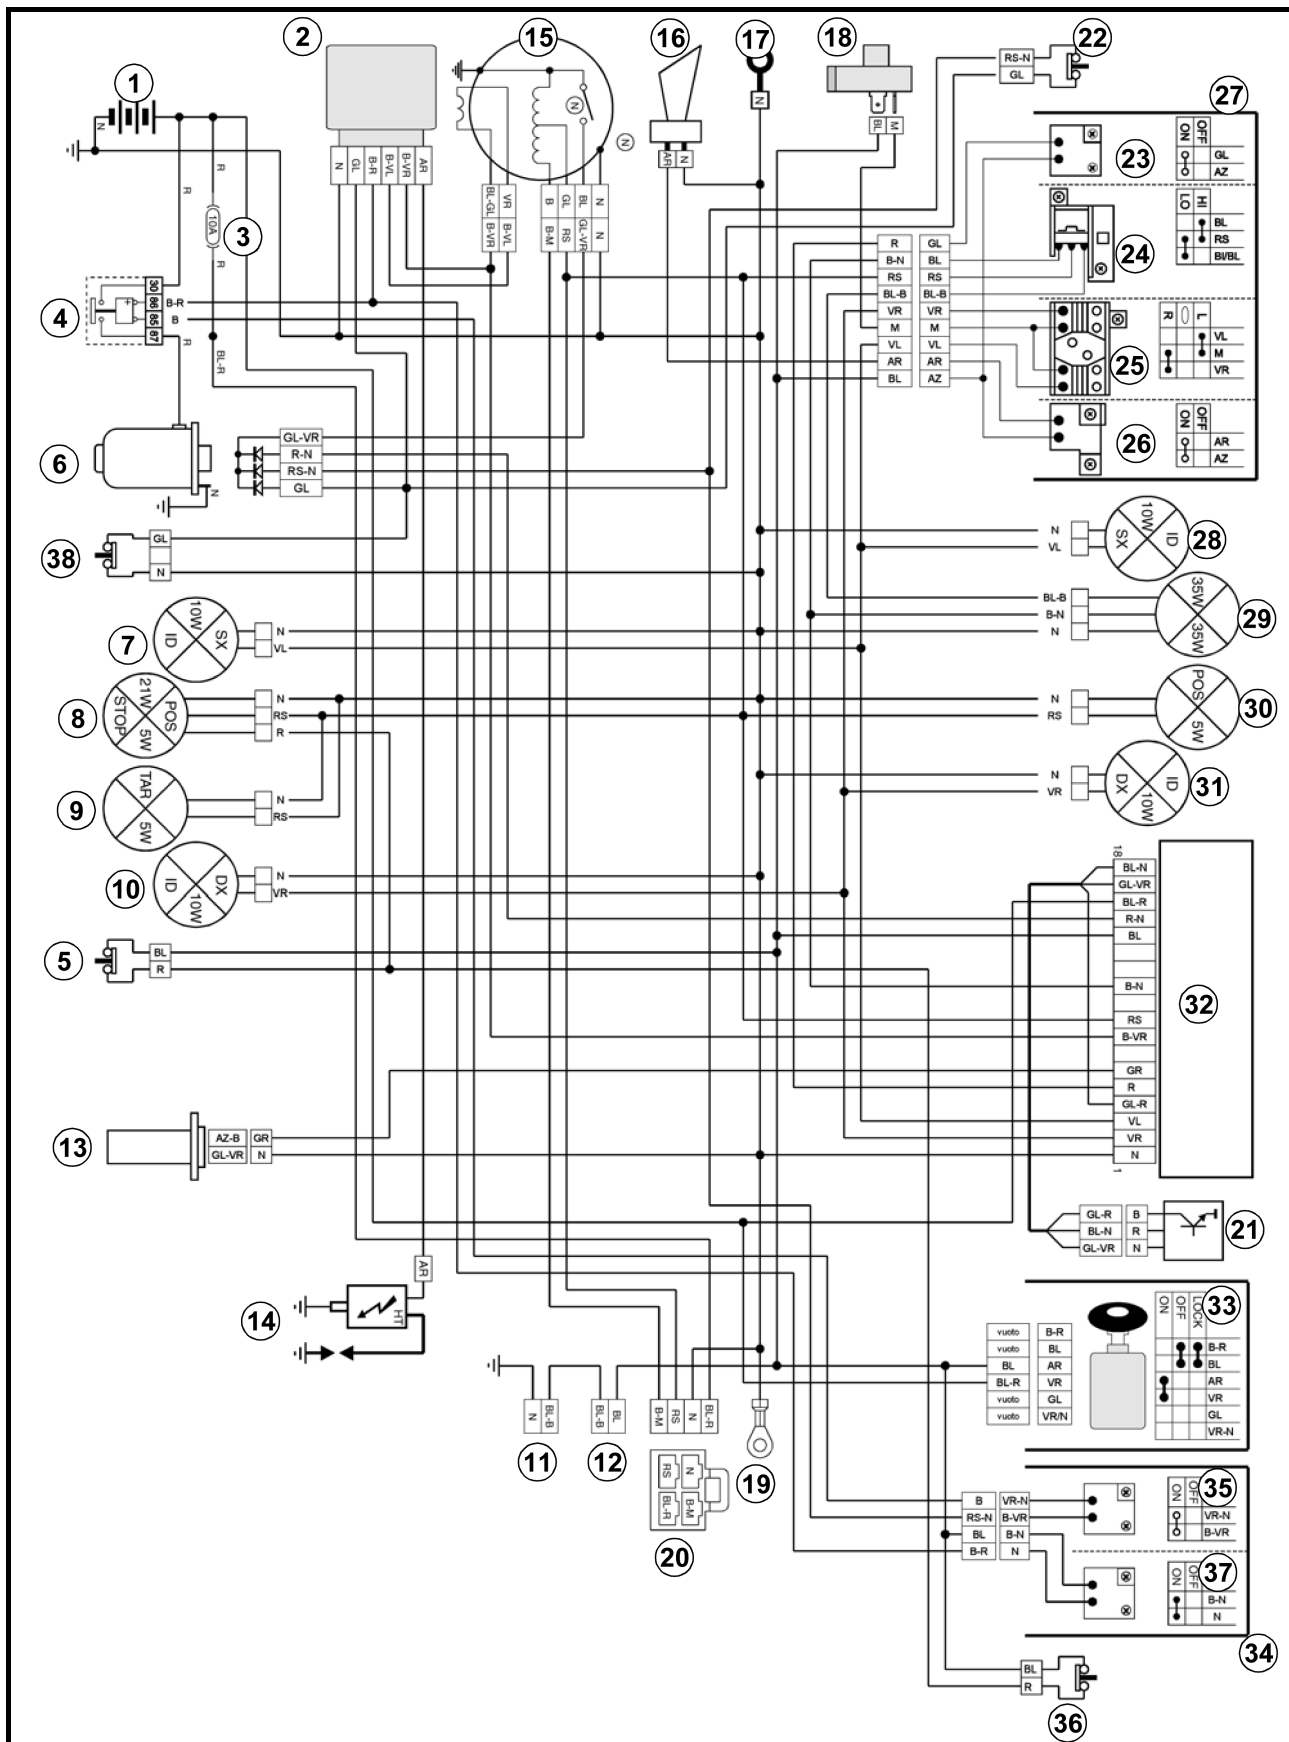 2
15
16
17
18
22
1
27
RS-N
GL
N
R
R
10A
3
R
N
GL
B-R
B-VL
B-VR
AR
N
N
BL-GL
VR
B-VR
B-VL
B
GL
BL
N
B-M
RS
GL-VR
N
AR
N
N
BL
M
23
ON
OFF
GL
AZ
24
LO
HI
BL
RS
BI/BL
R
GL
B-N
BL
RS
RS
BL-B
BL-B
VR
VR
M
M
VL
VL
AR
AR
BL
AZ
25
R
L
VL
M
VR
26
ON
OFF
AR
AZ
4
30
86
85
87
B-R
B
R
BL-R
6
N
GL-VR
R-N
RS-N
GL
38
GL
N
7
10W
SX
ID
N
VL
8
21W
POS
STOP
5W
N
RS
R
9
TAR
5W
N
RS
10
DX
ID
10W
N
VR
5
BL
R
28
N
VL
10W
ID
SX
29
BL-B
B-N
N
35W
35W
30
N
RS
POS
5W
31
N
VR
ID
DX
10W
18
BL-N
GL-VR
BL-R
R-N
BL
B-N
RS
B-VR
GR
R
GL-R
VL
VR
N
1
32
13
AZ-B
GR
GL-VR
N
21
GL-R
B
BL-N
R
GL-VR
N
14
AR
HT
33
ON
OFF
LOCK
B-R
BL
AR
VR
GL
VR-N
vuoto
B-R
vuoto
BL
BL
AR
BL-R
VR
vuoto
GL
vuoto
VR/N
N
BL-B
11
BL-B
BL
12
B-M
RS
N
BL-R
RS
N
BL-R
B-M
20
19
B
VR-N
RS-N
B-VR
BL
B-N
B-R
N
35
ON
OFF
VR-N
B-VR
37
ON
OFF
B-N
N
34
BL
R
36